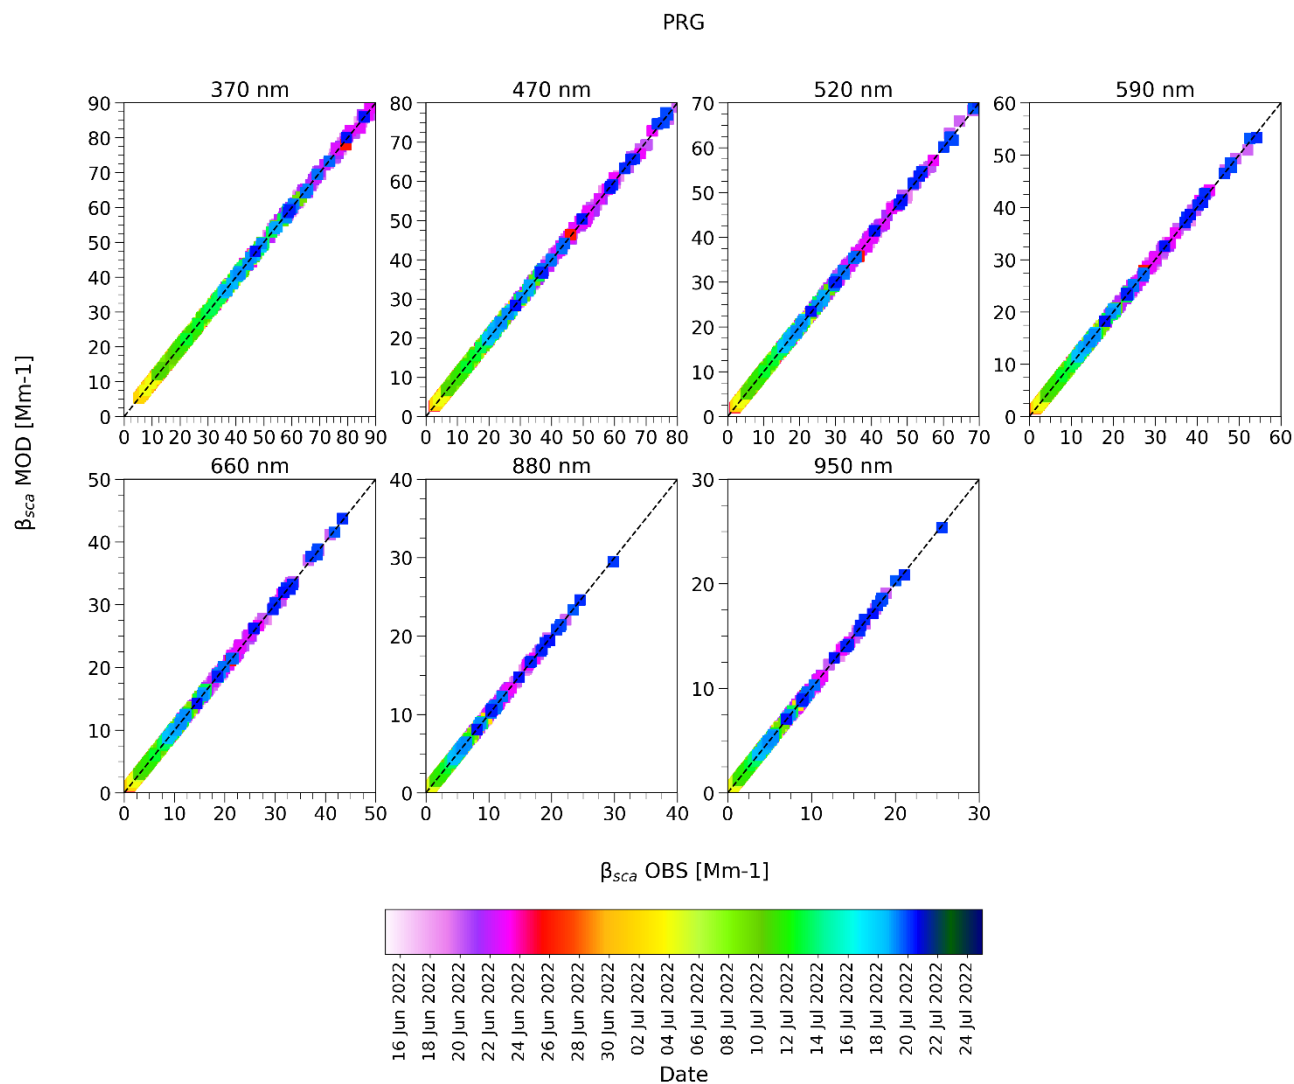 PRG
370 nm 470 nm 520 nm 590 nm
90 80 70 60
80 70 60 50
70 60 50 40
60 50 40 30
50 40 30 20
40 30 20 10
30 20 10 0
20 10 0
10 0
0
0 10 20 30 40 50 60 70 80 90 0 10 20 30 40 50 60 70 80 0 10 20 30 40 50 60 70 0 10 20 30 40 50 60
βsca MOD [Mm-1]
660 nm 880 nm 950 nm
50 40 30
40 30 20
30 20 10
20 10 0
10 0
0
0 10 20 30 40 50 0 10 20 30 40 0 10 20 30
βsca OBS [Mm-1]
16 Jun 2022
18 Jun 2022
20 Jun 2022
22 Jun 2022
24 Jun 2022
26 Jun 2022
28 Jun 2022
30 Jun 2022
02 Jul 2022
04 Jul 2022
06 Jul 2022
08 Jul 2022
10 Jul 2022
12 Jul 2022
14 Jul 2022
16 Jul 2022
18 Jul 2022
20 Jul 2022
22 Jul 2022
24 Jul 2022
Date